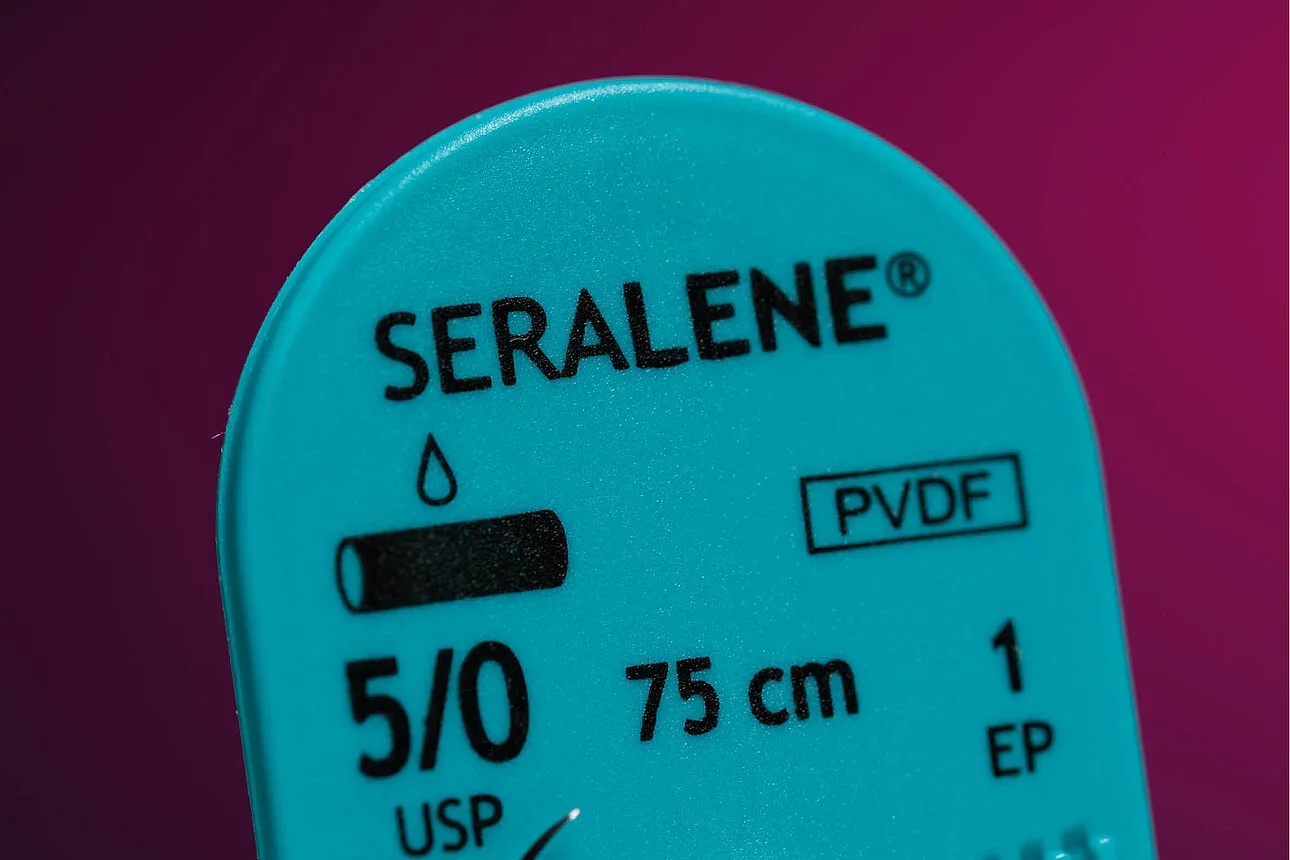 SERALENE®
PVDF
5/0 75 cm 1
USP EP